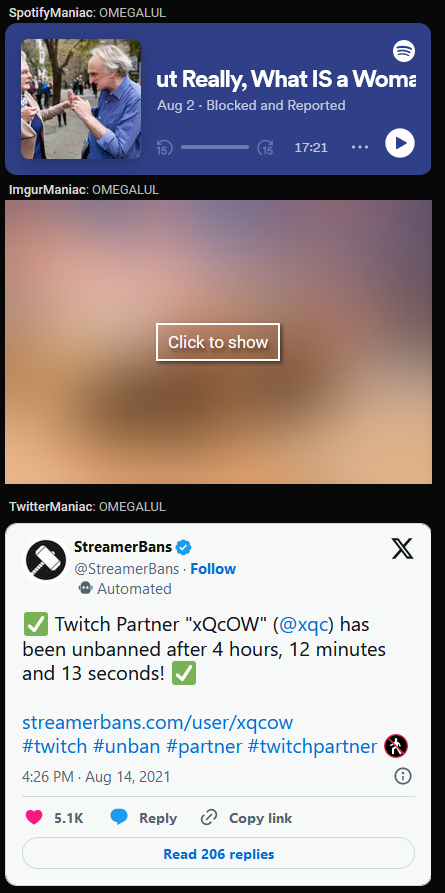 SpotifyManiac: OMEGALUL
ut Really, What IS a Woma
Aug 2 · Blocked and Reported
15
15
17:21
ImgurManiac: OMEGALUL
Click to show
TwitterManiac: OMEGALUL
StreamerBans
@StreamerBans · Follow
Automated
✅ Twitch Partner "xQcOW" (@xqc) has
been unbanned after 4 hours, 12 minutes
and 13 seconds! ✅
streamerbans.com/user/xqcow
#twitch #unban #partner #twitchpartner
4:26 PM · Aug 14, 2021
5.1K Reply Copy link
Read 206 replies